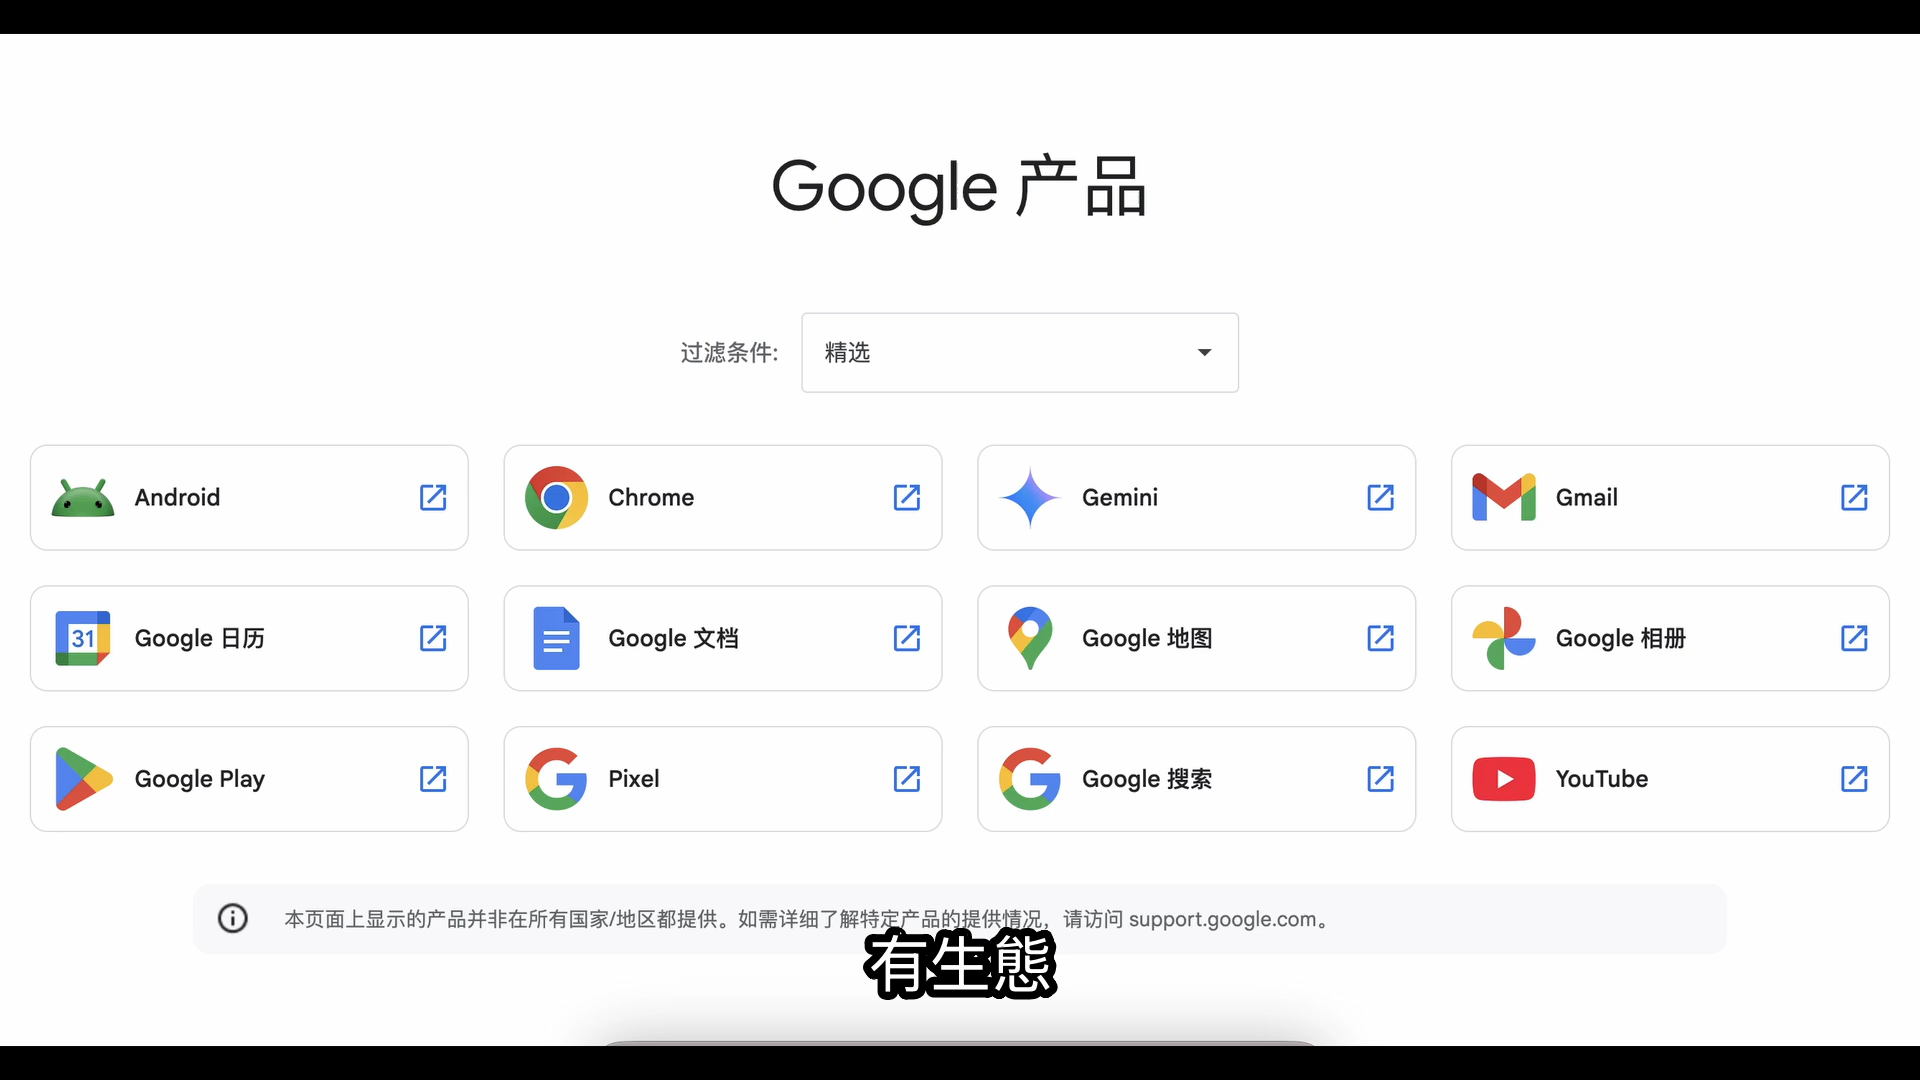 Google 产品
过滤条件: 精选
Android
Chrome
Gemini
Gmail
31
Google 日历
Google 文档
Google 地图
Google 相册
Google Play
Pixel
Google 搜索
YouTube
本页面上显示的产品并非在所有国家/地区都提供。如需详细了解特定产品的提供情况，请访问 support.google.com。
有生態